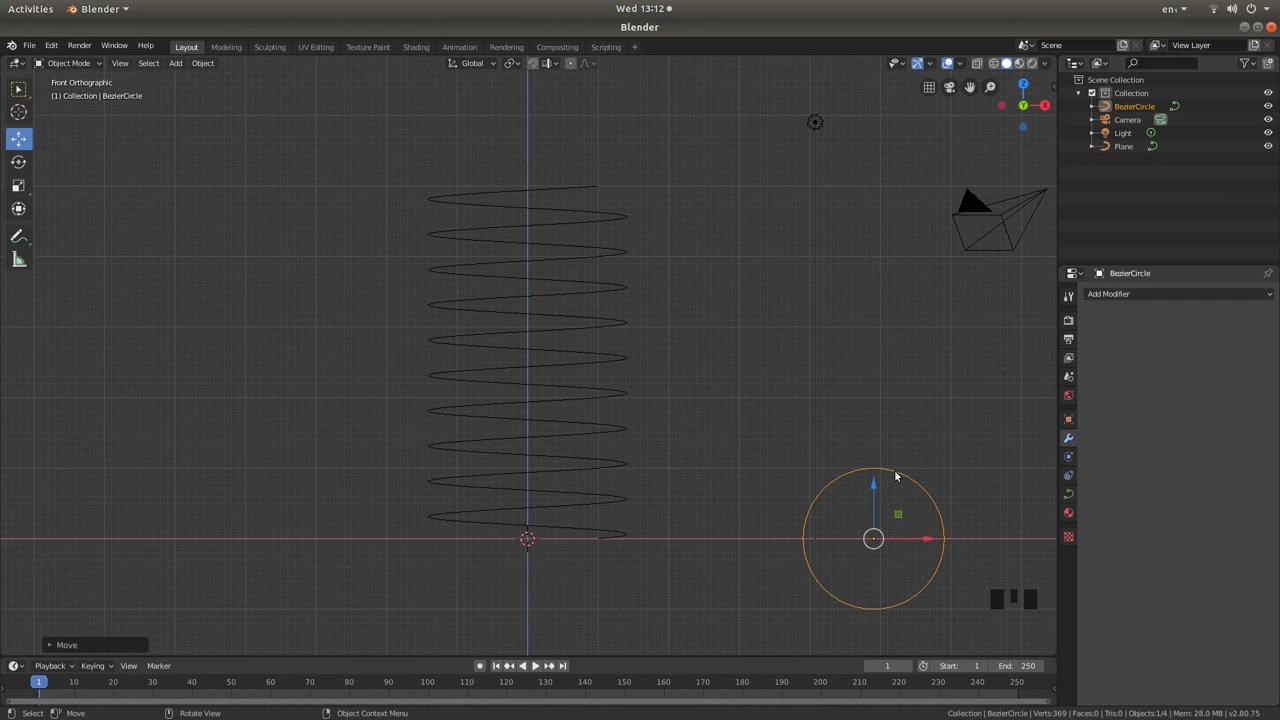 Activities Blender Wed 13:12 en₁
Blender
File Edit Render Window Help Layout Modeling Sculpting UV Editing Texture Paint Shading Animation Rendering Compositing Scripting + Scene View Layer
Object Mode View Select Add Object Global
Front Orthographic
(1) Collection | BezierCircle
Z
Y
X
Scene Collection
Collection
BezierCircle
Camera
Light
Plane
BezierCircle
Add Modifier
Move
Playback Keying View Marker 1 Start: 1 End: 250
1 10 20 30 40 50 60 70 80 90 100 110 120 130 140 150 160 170 180 190 200 210 220 230 240 250
Select Move Rotate View Object Context Menu Collection | BezierCircle | Verts:369 | Faces:0 | Tris:0 | Objects:1/4 | Mem: 28.0 MB | v2.80.75